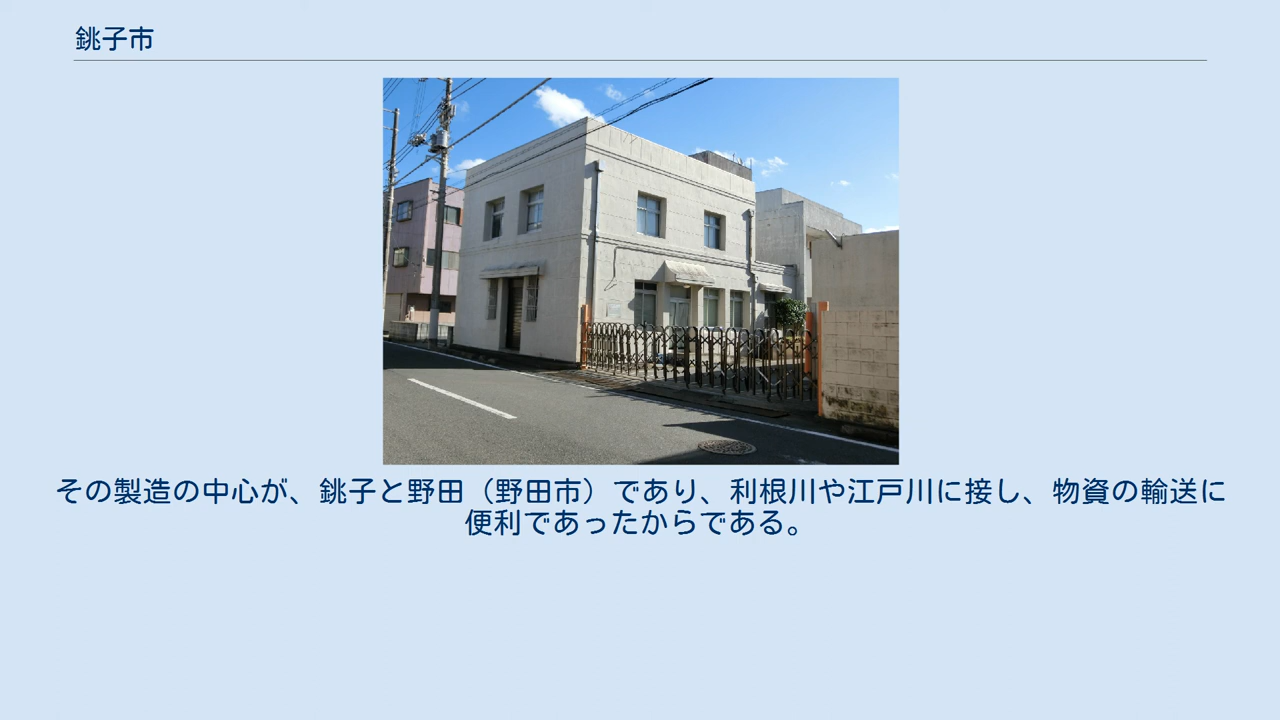 銚子市
その製造の中心が、銚子と野田（野田市）であり、利根川や江戸川に接し、物資の輸送に
便利であったからである。